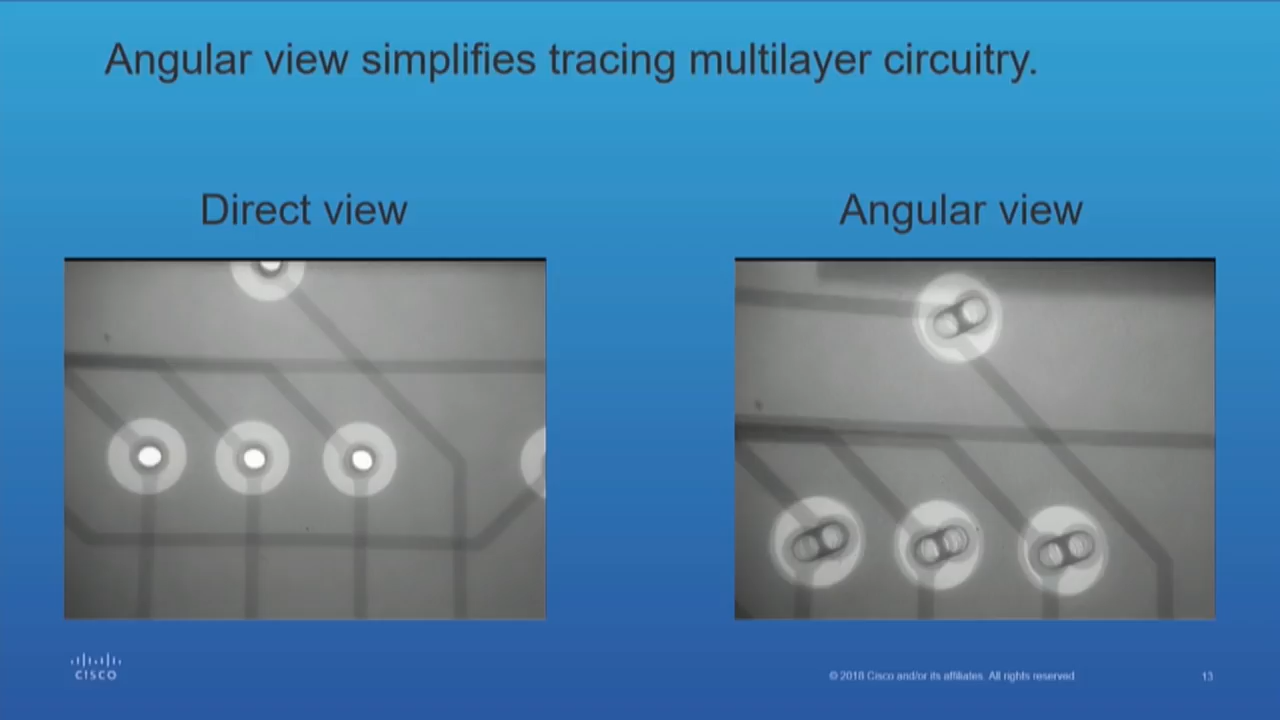 Angular view simplifies tracing multilayer circuitry.
Direct view
Angular view
CISCO
© 2018 Cisco and/or its affiliates. All rights reserved
13